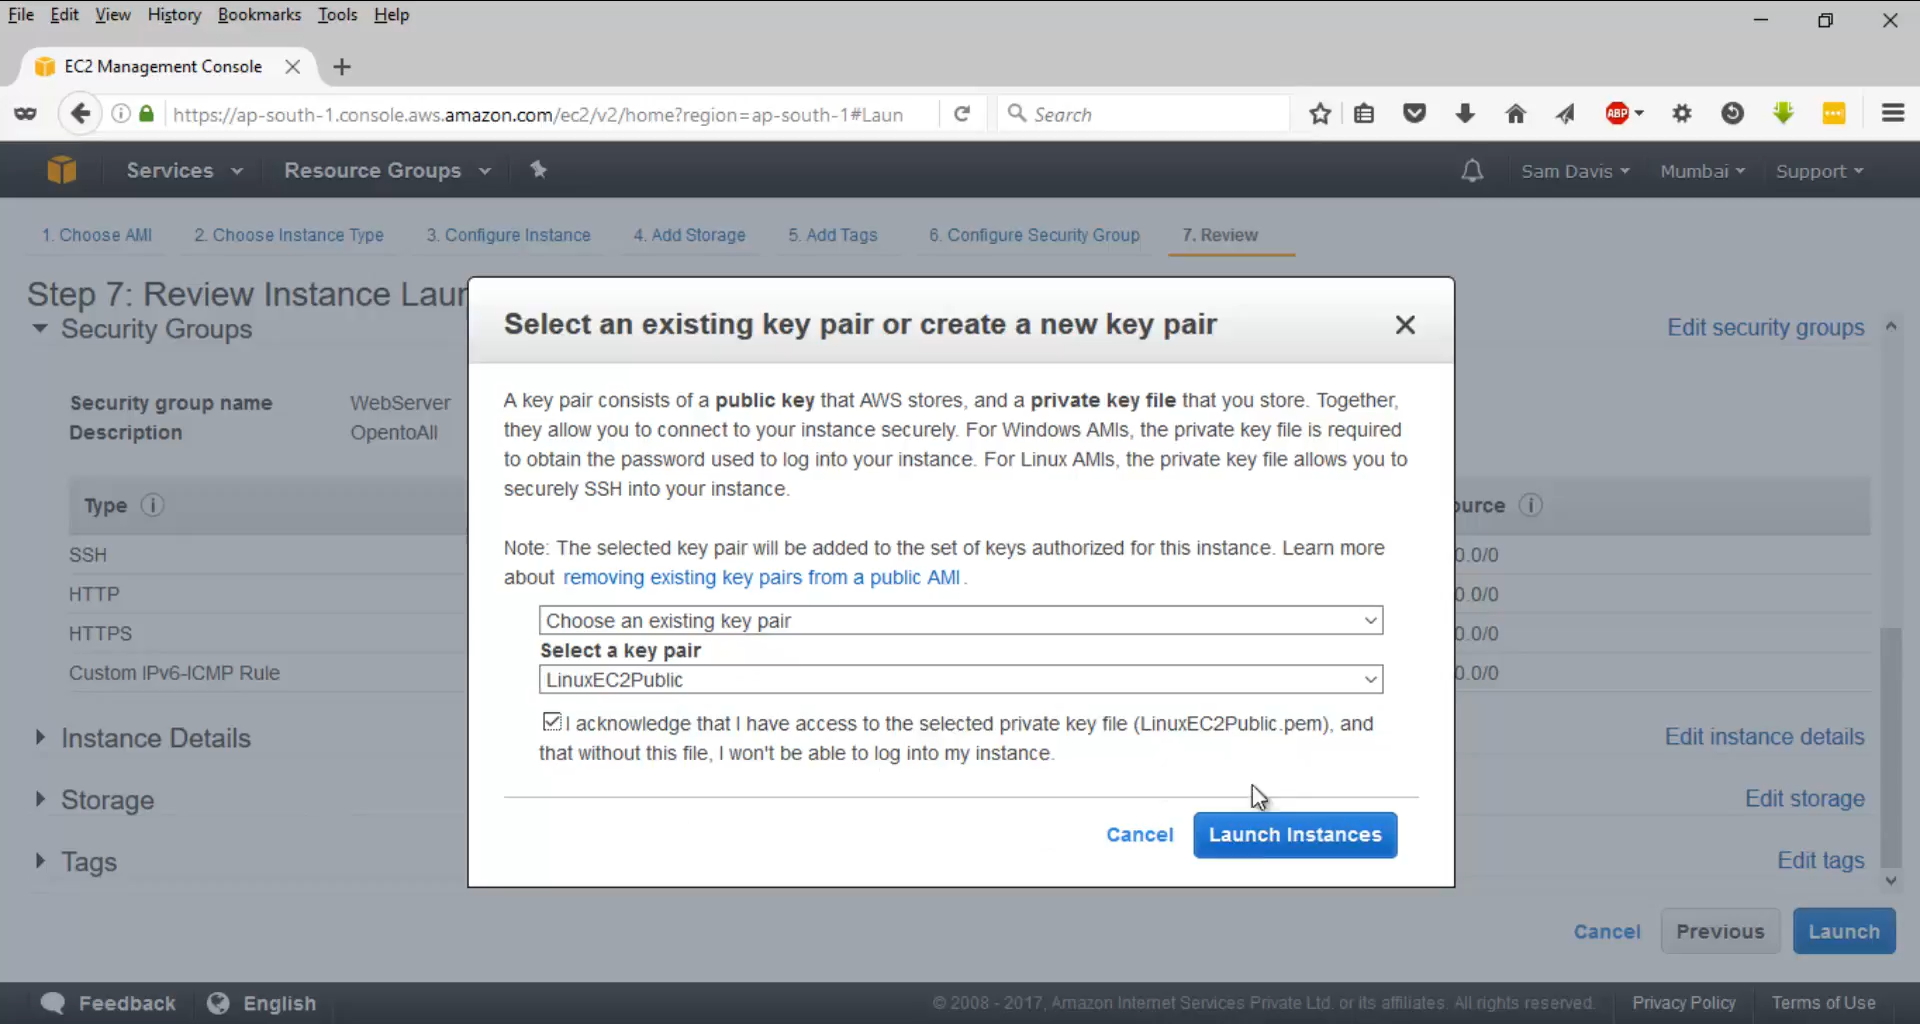 File Edit View History Bookmarks Tools Help
EC2 Management Console
https://ap-south-1.console.aws.amazon.com/ec2/v2/home?region=ap-south-1#Laun
Search
ABP
Services Resource Groups
Sam Davis Mumbai Support
1. Choose AMI 2. Choose Instance Type 3. Configure Instance 4. Add Storage 5. Add Tags 6. Configure Security Group 7. Review
Step 7: Review Instance Laun
Security Groups
Edit security groups
Security group name WebServer
Description OpentoAll
Type
ource
SSH
0.0/0
HTTP
0.0/0
HTTPS
0.0/0
Custom IPv6-ICMP Rule
0.0/0
Instance Details
Edit instance details
Storage
Edit storage
Tags
Edit tags
Select an existing key pair or create a new key pair
A key pair consists of a public key that AWS stores, and a private key file that you store. Together,
they allow you to connect to your instance securely. For Windows AMIs, the private key file is required
to obtain the password used to log into your instance. For Linux AMIs, the private key file allows you to
securely SSH into your instance.
Note: The selected key pair will be added to the set of keys authorized for this instance. Learn more
about removing existing key pairs from a public AMI.
Choose an existing key pair
Select a key pair
LinuxEC2Public
I acknowledge that I have access to the selected private key file (LinuxEC2Public.pem), and
that without this file, I won't be able to log into my instance.
Cancel Launch Instances
Cancel Previous Launch
Feedback English
© 2008 - 2017, Amazon Internet Services Private Ltd. or its affiliates. All rights reserved. Privacy Policy Terms of Use